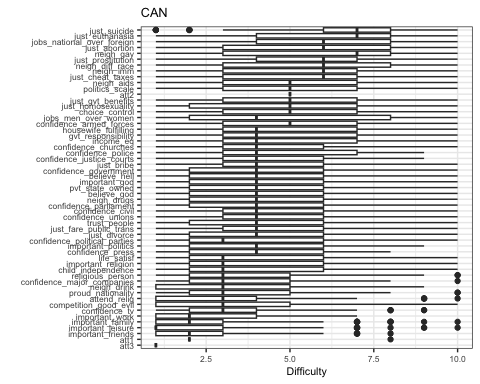 CAN
just_suicide
just_euthanasia
jobs_national_over_foreign
just_abortion
neigh_gay
just_prostitution
neigh_diff_race
neigh_imm
just_cheat_taxes
neigh_aids
politics_scale
att2
just_gvt_benefits
just_homosexuality
choice_control
jobs_men_over_women
confidence_armed_forces
housewife_fulfilling
gvt_responsibility
income_eq
confidence_churches
confidence_police
confidence_justice_courts
just_bribe
confidence_government
believe_hell
important_god
pvt_state_owned
neigh_drugs
believe_god
confidence_parliament
confidence_civil
confidence_unions
trust_people
just_fare_public_trans
just_divorce
confidence_political_parties
important_politics
confidence_press
life_satisf
important_religion
child_independence
religious_person
confidence_major_companies
neigh_drink
proud_nationality
attend_relig
competition_good_evil
confidence_tv
important_work
important_family
important_leisure
important_friends
att1
att3
2.5 5.0 7.5 10.0
Difficulty